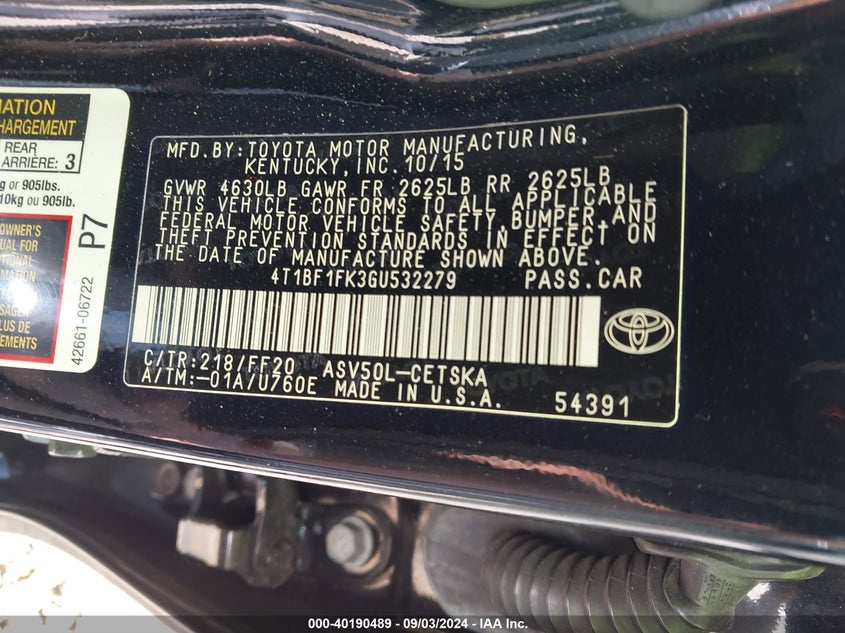 MATION
HARGEMENT
REAR
ARRIÈRE: 3
g or 905lbs.
10kg ou 905lb.
OWNER'S
P7
42661-06722
MFD.BY:TOYOTA MOTOR MANUFACTURING,
KENTUCKY,INC.10/15
GVWR 4630LB GAWR FR 2625LB RR 2625LB
THIS VEHICLE CONFORMS TO ALL APPLICABLE
FEDERAL MOTOR VEHICLE SAFETY,BUMPER,AND
THEFT PREVENTION STANDARDS IN EFFECT ON
THE DATE OF MANUFACTURE SHOWN ABOVE.
4T1BF1FK3GU532279 PASS.CAR
C/TR:218/FF20 ASV50L-CETSKA
A/TM:-01A/U760E MADE IN U.S.A. 54391
000-40190489 - 09/03/2024 - IAA Inc.